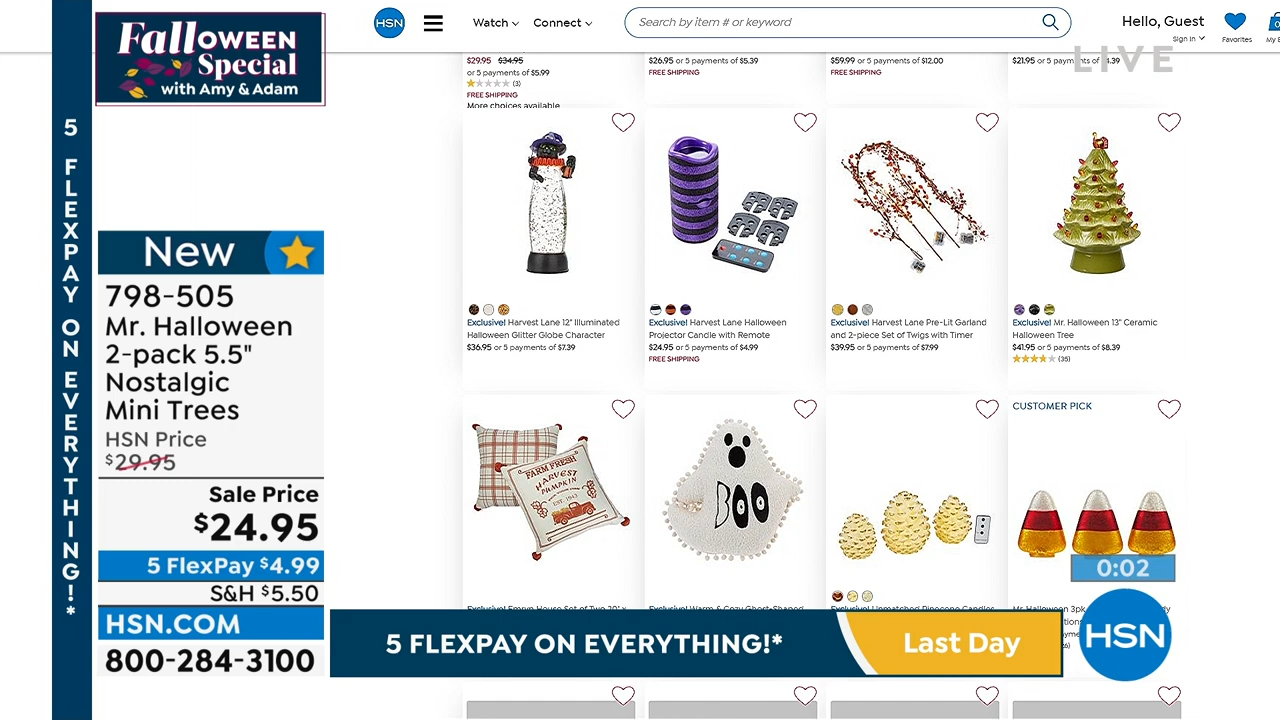 Fall
OWEEN
Special
with Amy & Adam
5 FLEXPAY ON EVERYTHING!*
New
798-505
Mr. Halloween
2-pack 5.5"
Nostalgic
Mini Trees
HSN Price
$29.95
Sale Price
$24.95
5 FlexPay $4.99
S&H $5.50
HSN.COM
800-284-3100
HSN
Watch
Connect
Search by item # or keyword
Hello, Guest
Sign In
Favorites
LIVE
$29.95 $34.95
or 5 payments of $5.99
(3)
FREE SHIPPING
More choices available
$26.95 or 5 payments of $5.39
FREE SHIPPING
$59.99 or 5 payments of $12.00
FREE SHIPPING
$21.95 or 5 payments of
Exclusive! Harvest Lane 12" Illuminated
Halloween Glitter Globe Character
$36.95 or 5 payments of $7.39
Exclusive! Harvest Lane Halloween
Projector Candle with Remote
$24.95 or 5 payments of $4.99
FREE SHIPPING
Exclusive! Harvest Lane Pre-Lit Garland
and 2-piece Set of Twigs with Timer
$39.95 or 5 payments of $7.99
Exclusive! Mr. Halloween 13" Ceramic
Halloween Tree
$41.95 or 5 payments of $8.39
(35)
FARM FRESH
HARVEST
PUMPKIN
EST. 1943
BOO
CUSTOMER PICK
0:02
Mr. Halloween 3pk
5 FLEXPAY ON EVERYTHING!*
Last Day
HSN